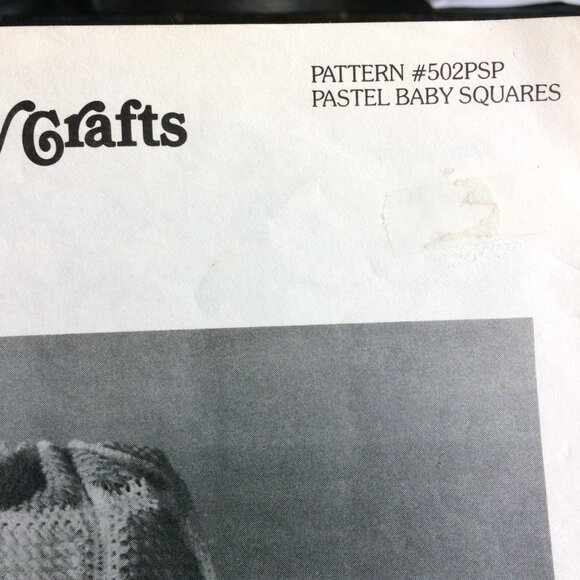 Crafts
PATTERN #502PSP
PASTEL BABY SQUARES